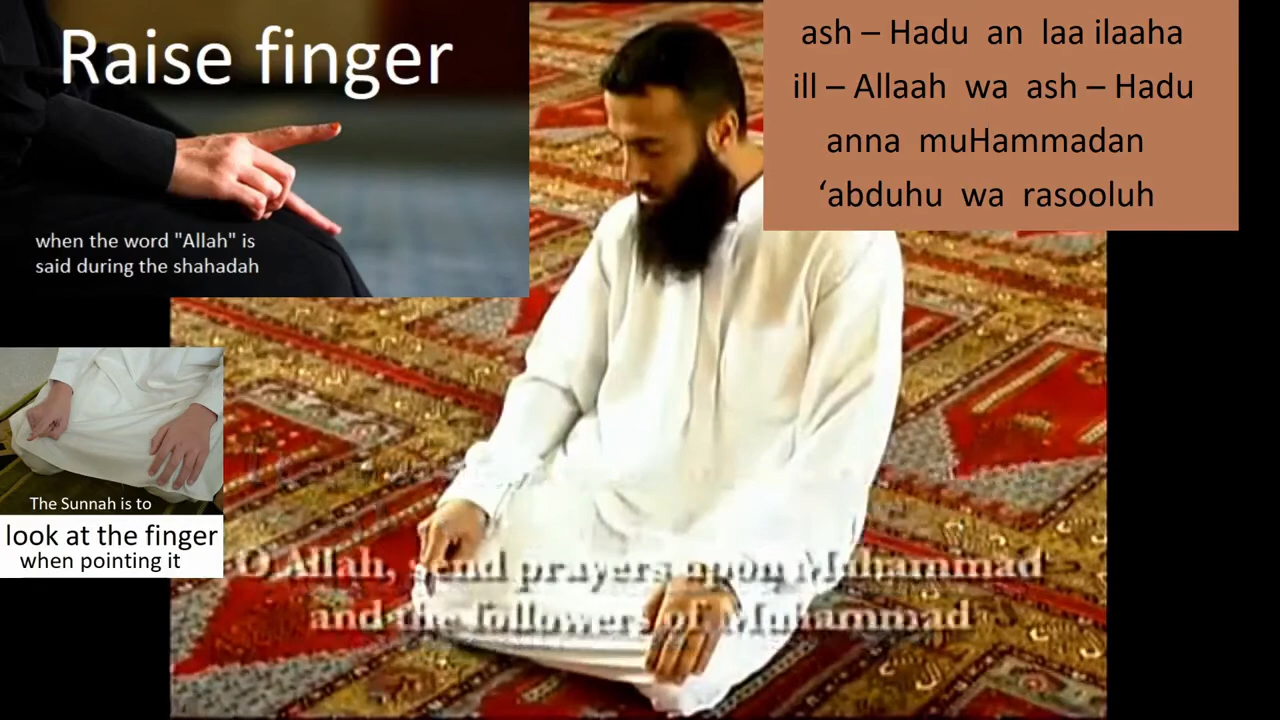 Raise finger
when the word "Allah" is
said during the shahadah
ash – Hadu an laa ilaaha
ill – Allaah wa ash – Hadu
anna muHammadan
‘abduhu wa rasooluh
The Sunnah is to
look at the finger
when pointing it
O Allah, send prayers upon Muhammad
and the followers of Muhammad